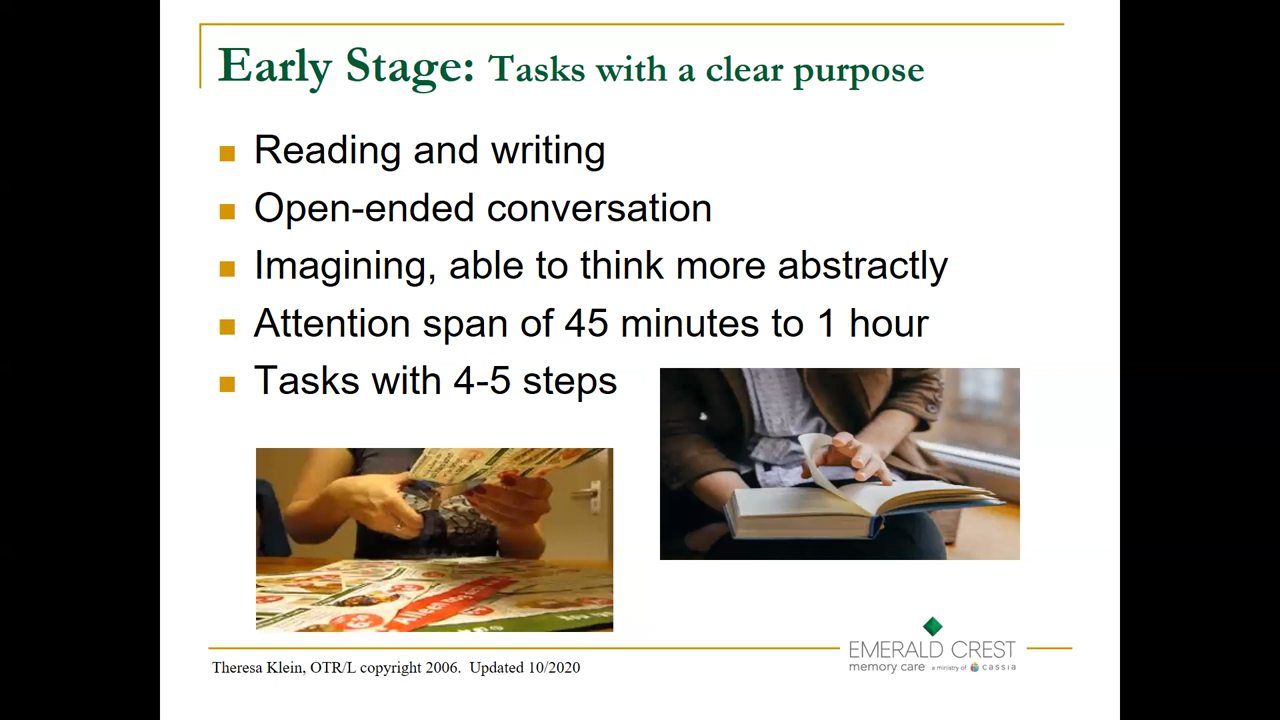 Early Stage: Tasks with a clear purpose
Reading and writing
Open-ended conversation
Imagining, able to think more abstractly
Attention span of 45 minutes to 1 hour
Tasks with 4-5 steps
Theresa Klein, OTR/L copyright 2006. Updated 10/2020
EMERALD CREST
memory care a ministry of cassia